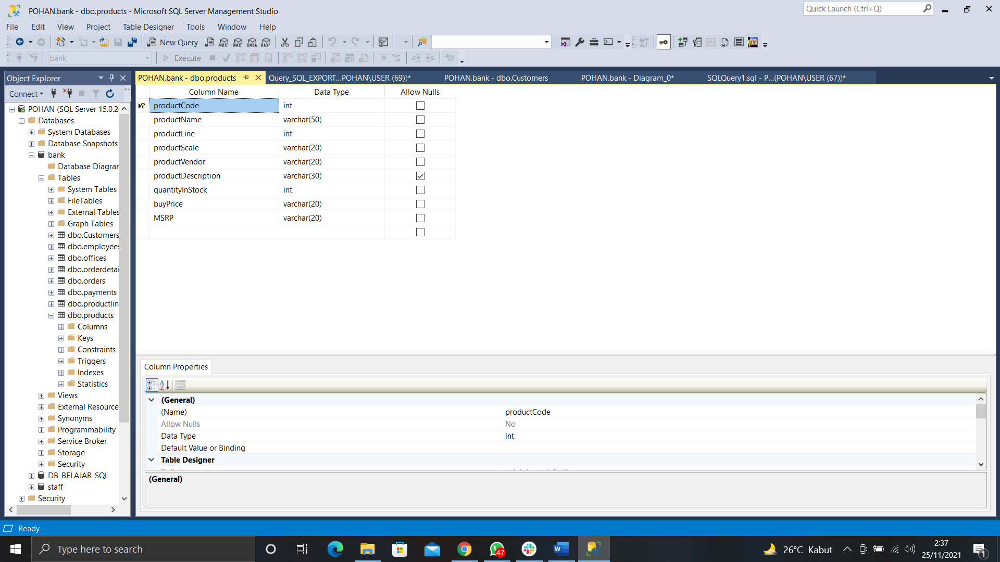 POHAN.bank - dbo.products - Microsoft SQL Server Management Studio
Quick Launch (Ctrl+Q)
File Edit View Project Table Designer Tools Window Help
New Query
MDX DMX XMLA DAX
bank
Execute
Object Explorer
POHAN.bank - dbo.products
Query_SQL_EXPORT...POHAN\USER (69))*
POHAN.bank - dbo.Customers
POHAN.bank - Diagram_0*
SQLQuery1.sql - P...(POHAN\USER (67))*
Connect
POHAN (SQL Server 15.0.2
Databases
System Databases
Database Snapshots
bank
Database Diagrar
Tables
System Tables
FileTables
External Tables
Graph Tables
dbo.Customers
dbo.employees
dbo.offices
dbo.orderdetai
dbo.orders
dbo.payments
dbo.productlin
dbo.products
Columns
Keys
Constraints
Triggers
Indexes
Statistics
Views
External Resource
Synonyms
Programmability
Service Broker
Storage
Security
DB_BELAJAR_SQL
staff
Security
Column Name Data Type Allow Nulls
productCode int
productName varchar(50)
productLine int
productScale varchar(20)
productVendor varchar(20)
productDescription varchar(30)
quantityInStock int
buyPrice varchar(20)
MSRP varchar(20)
Column Properties
(General)
(Name) productCode
Allow Nulls No
Data Type int
Default Value or Binding
Table Designer
(General)
Ready
Type here to search
47
26°C Kabut
2:37
25/11/2021
1